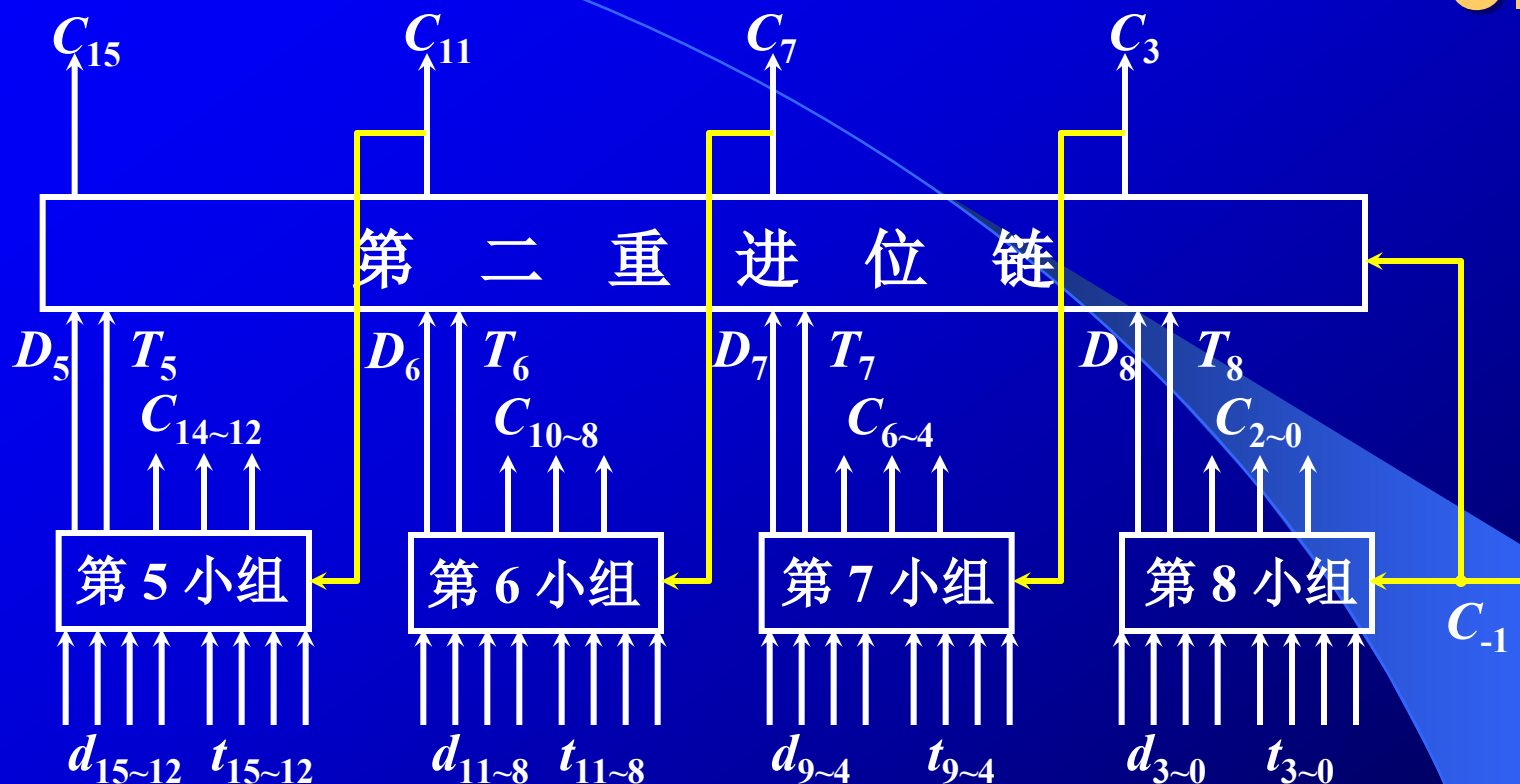 C15 C11 C7 C3
第 二 重 进 位 链
D5 T5 D6 T6 D7 T7 D8 T8
C14~12 C10~8 C6~4 C2~0
第 5 小组 第 6 小组 第 7 小组 第 8 小组
C-1
d15~12 t15~12 d11~8 t11~8 d9~4 t9~4 d3~0 t3~0